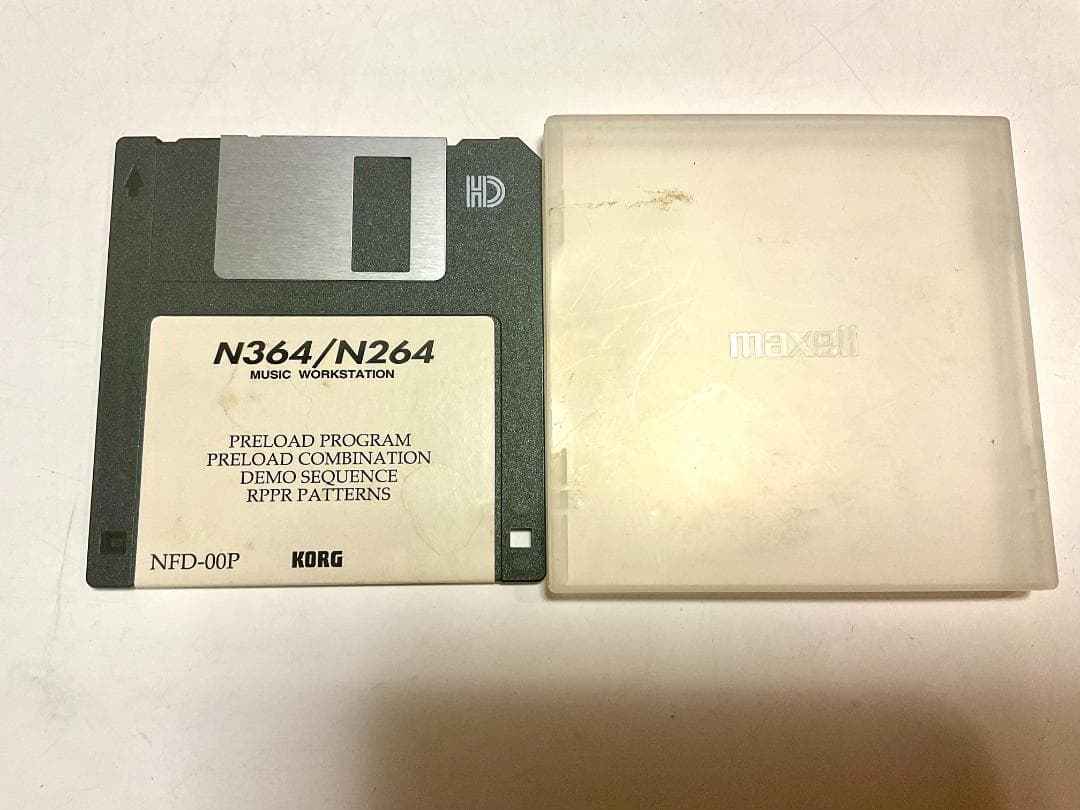 HD
N364/N264
MUSIC WORKSTATION
PRELOAD PROGRAM
PRELOAD COMBINATION
DEMO SEQUENCE
RPPR PATTERNS
NFD-00P KORG
maxell